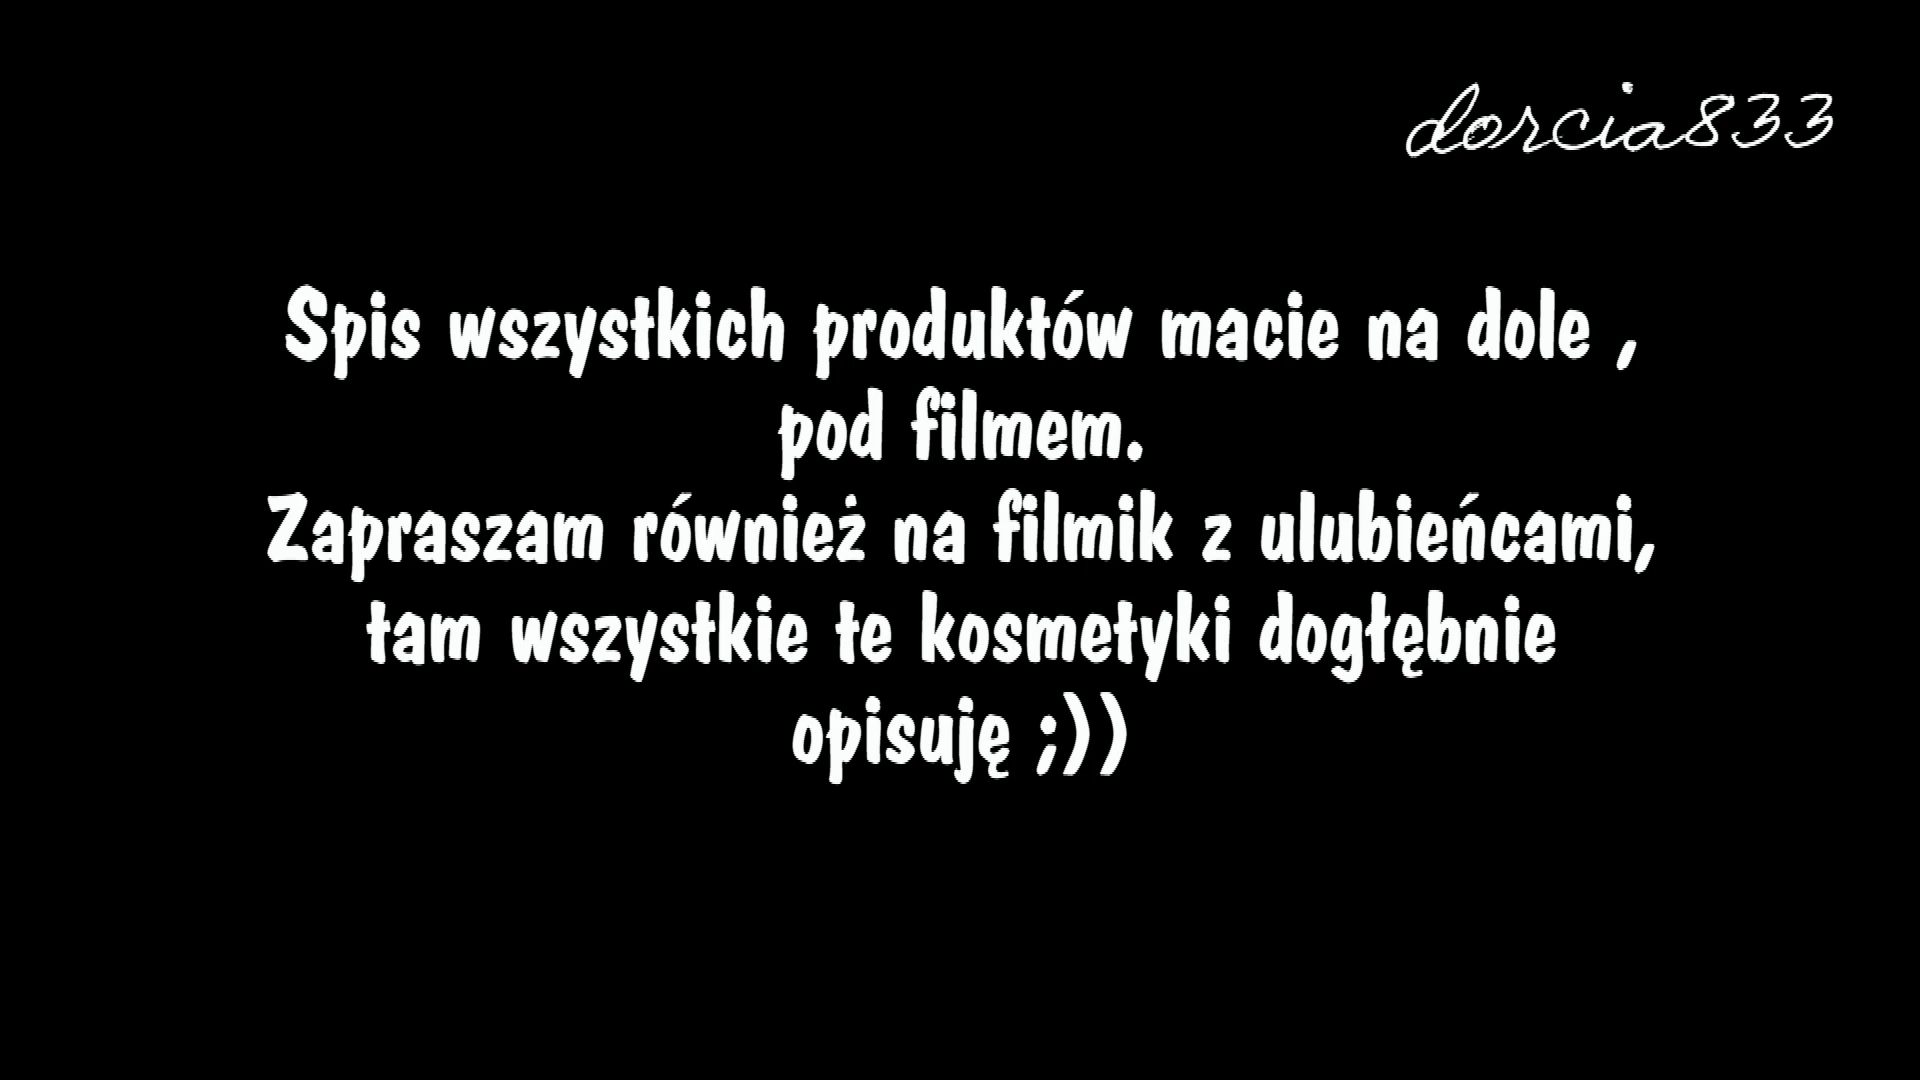 dorcia833
Spis wszystkich produktów macie na dole ,
pod filmem.
Zapraszam również na filmik z ulubieńcami,
tam wszystkie te kosmetyki dogłębnie
opisuję ;))